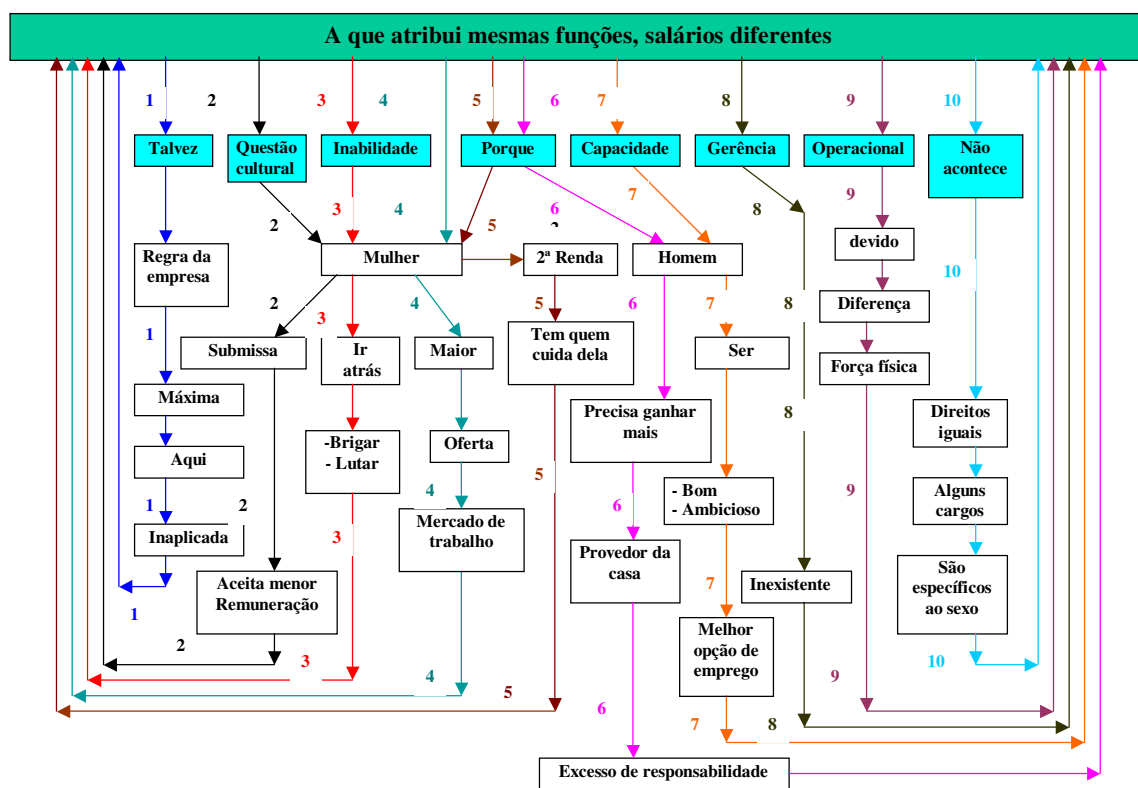 A que atribui mesmas funções, salários diferentes
1
2
3
4
5
6
7
8
9
10
Talvez
Questão
cultural
Inabilidade
Porque
Capacidade
Gerência
Operacional
Não
acontece
2
3
4
5
6
7
8
9
10
Regra da
empresa
Mulher
2ª Renda
Homem
devido
1
2
3
4
5
6
7
8
Diferença
Submissa
Ir
atrás
Maior
Tem quem
cuida dela
Ser
Força física
Máxima
Precisa ganhar
mais
8
Direitos
iguais
Aqui
-Brigar
- Lutar
Oferta
5
9
1
2
4
6
- Bom
- Ambicioso
Alguns
cargos
Inaplicada
3
Mercado de
trabalho
Provedor da
casa
7
Inexistente
São
específicos
ao sexo
1
Aceita menor
Remuneração
Melhor
opção de
emprego
2
3
4
5
6
7
8
9
10
Excesso de responsabilidade